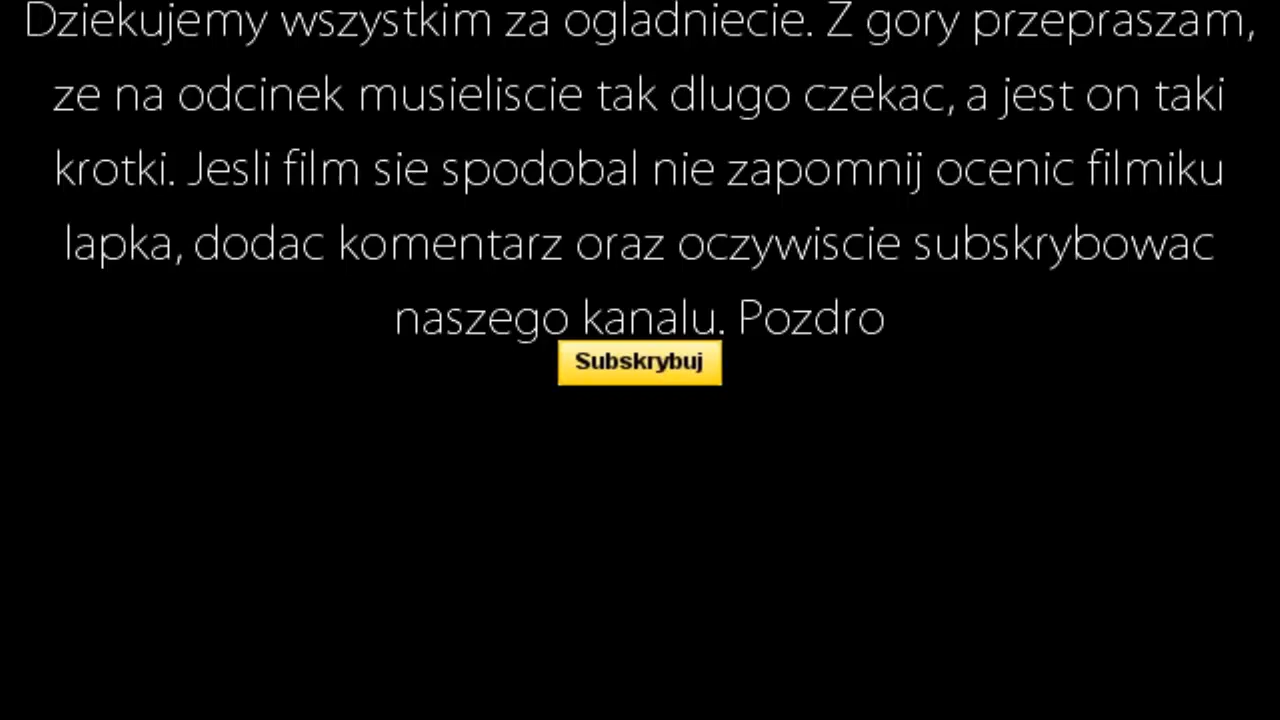 Dziekujemy wszystkim za ogladniecie. Z gory przepraszam,
ze na odcinek musieliscie tak dlugo czekac, a jest on taki
krotki. Jesli film sie spodobal nie zapomnij ocenic filmiku
lapka, dodac komentarz oraz oczywiscie subskrybowac
naszego kanalu. Pozdro
Subskrybuj